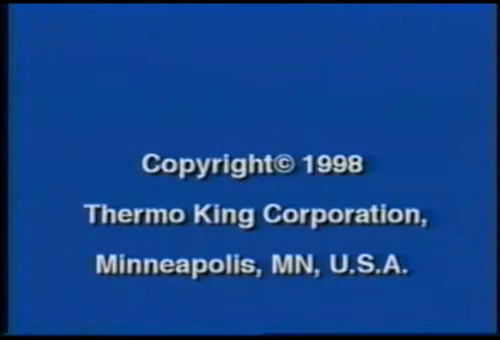 Copyright© 1998
Thermo King Corporation,
Minneapolis, MN, U.S.A.